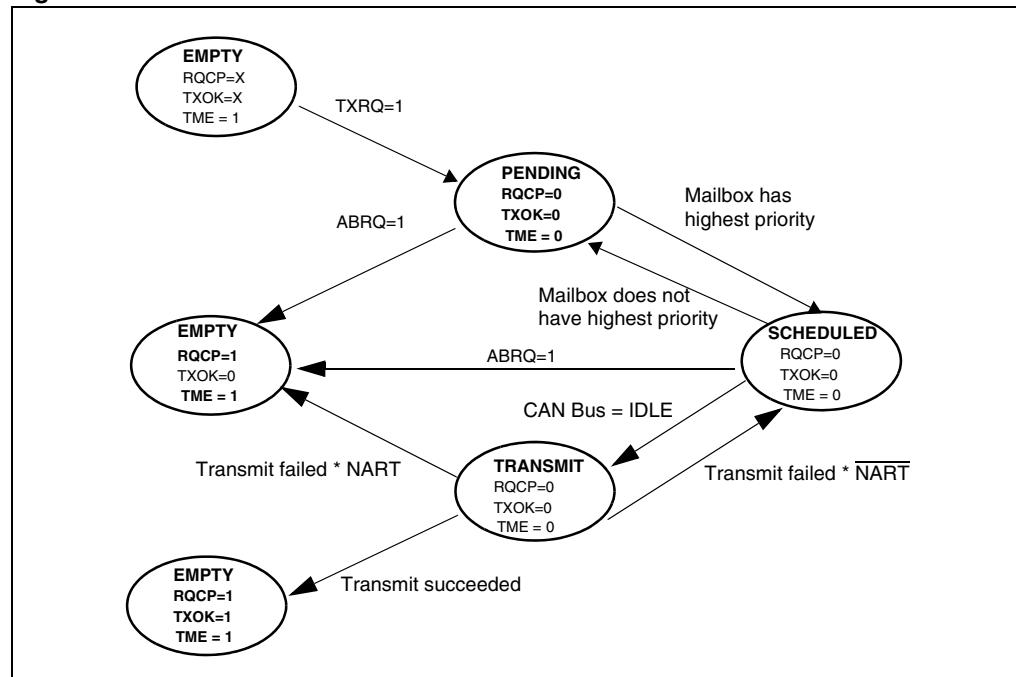 EMPTY
RQCP=X
TXOK=X
TME = 1
TXRQ=1
PENDING
RQCP=0
TXOK=0
TME = 0
Mailbox has
highest priority
ABRQ=1
Mailbox does not
have highest priority
EMPTY
RQCP=1
TXOK=0
TME = 1
ABRQ=1
SCHEDULED
RQCP=0
TXOK=0
TME = 0
CAN Bus = IDLE
Transmit failed * NART
TRANSMIT
RQCP=0
TXOK=0
TME = 0
Transmit failed * N̅A̅R̅T̅
EMPTY
RQCP=1
TXOK=1
TME = 1
Transmit succeeded